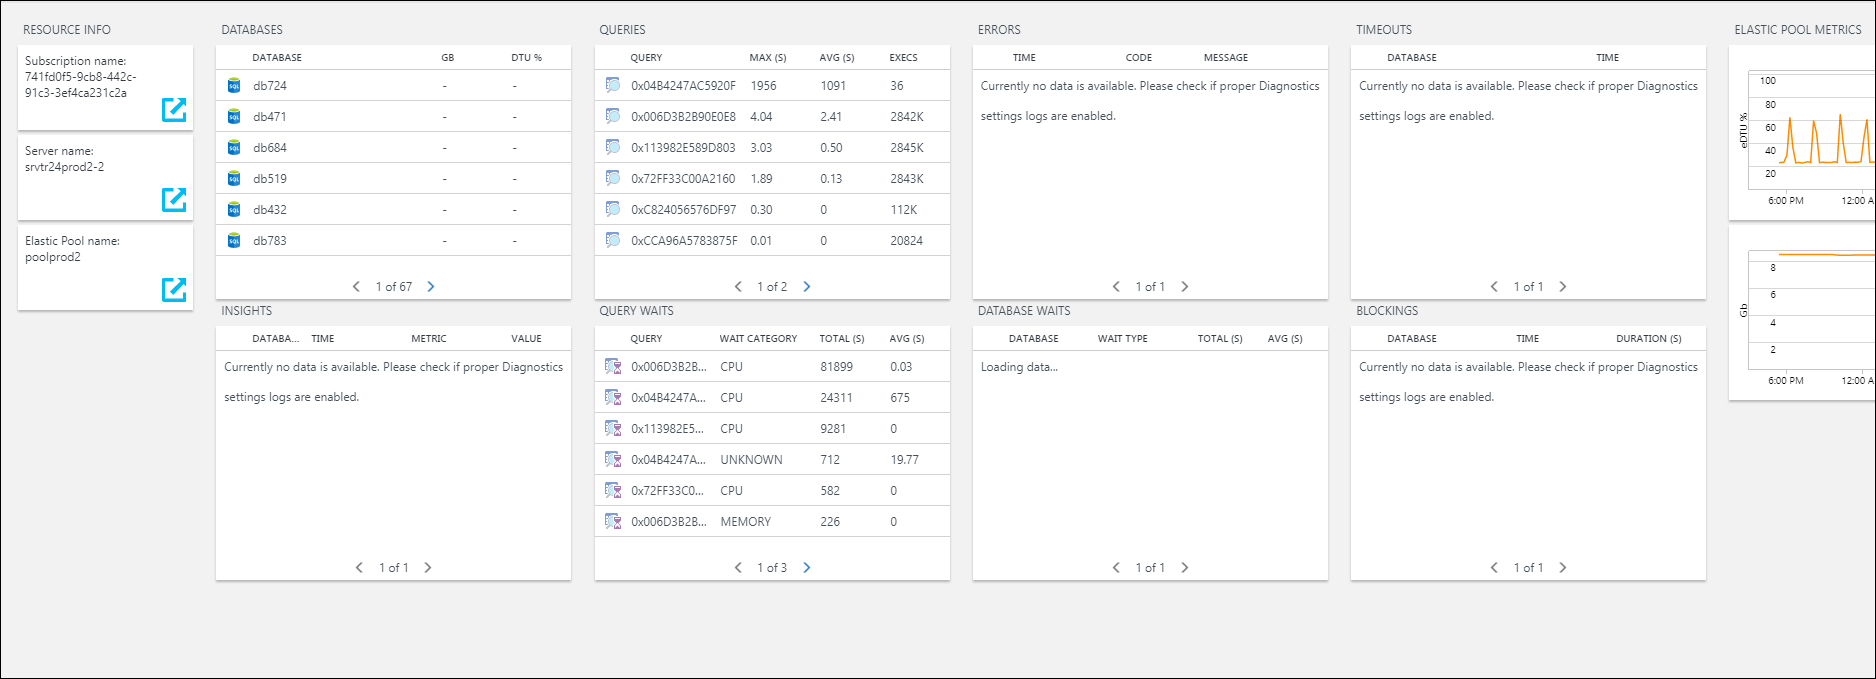 RESOURCE INFO
Subscription name:
741fd0f5-9cb8-442c-
91c3-3ef4ca231c2a
Server name:
srvtr24prod2-2
Elastic Pool name:
poolprod2
DATABASES
DATABASE GB DTU %
db724 - -
db471 - -
db684 - -
db519 - -
db432 - -
db783 - -
1 of 67
QUERIES
QUERY MAX (S) AVG (S) EXECS
0x04B4247AC5920F 1956 1091 36
0x006D3B2B90E0E8 4.04 2.41 2842K
0x113982E589D803 3.03 0.50 2845K
0x72FF33C00A2160 1.89 0.13 2843K
0xC824056576DF97 0.30 0 112K
0xCCA96A5783875F 0.01 0 20824
1 of 2
ERRORS
TIME CODE MESSAGE
Currently no data is available. Please check if proper Diagnostics
settings logs are enabled.
1 of 1
TIMEOUTS
DATABASE TIME
Currently no data is available. Please check if proper Diagnostics
settings logs are enabled.
1 of 1
ELASTIC POOL METRICS
eDTU %
100
80
60
40
20
6:00 PM 12:00 A
Gb
8
6
4
2
6:00 PM 12:00 A
INSIGHTS
DATABA... TIME METRIC VALUE
Currently no data is available. Please check if proper Diagnostics
settings logs are enabled.
1 of 1
QUERY WAITS
QUERY WAIT CATEGORY TOTAL (S) AVG (S)
0x006D3B2B... CPU 81899 0.03
0x04B4247A... CPU 24311 675
0x113982E5... CPU 9281 0
0x04B4247A... UNKNOWN 712 19.77
0x72FF33C0... CPU 582 0
0x006D3B2B... MEMORY 226 0
1 of 3
DATABASE WAITS
DATABASE WAIT TYPE TOTAL (S) AVG (S)
Loading data...
1 of 1
BLOCKINGS
DATABASE TIME DURATION (S)
Currently no data is available. Please check if proper Diagnostics
settings logs are enabled.
1 of 1